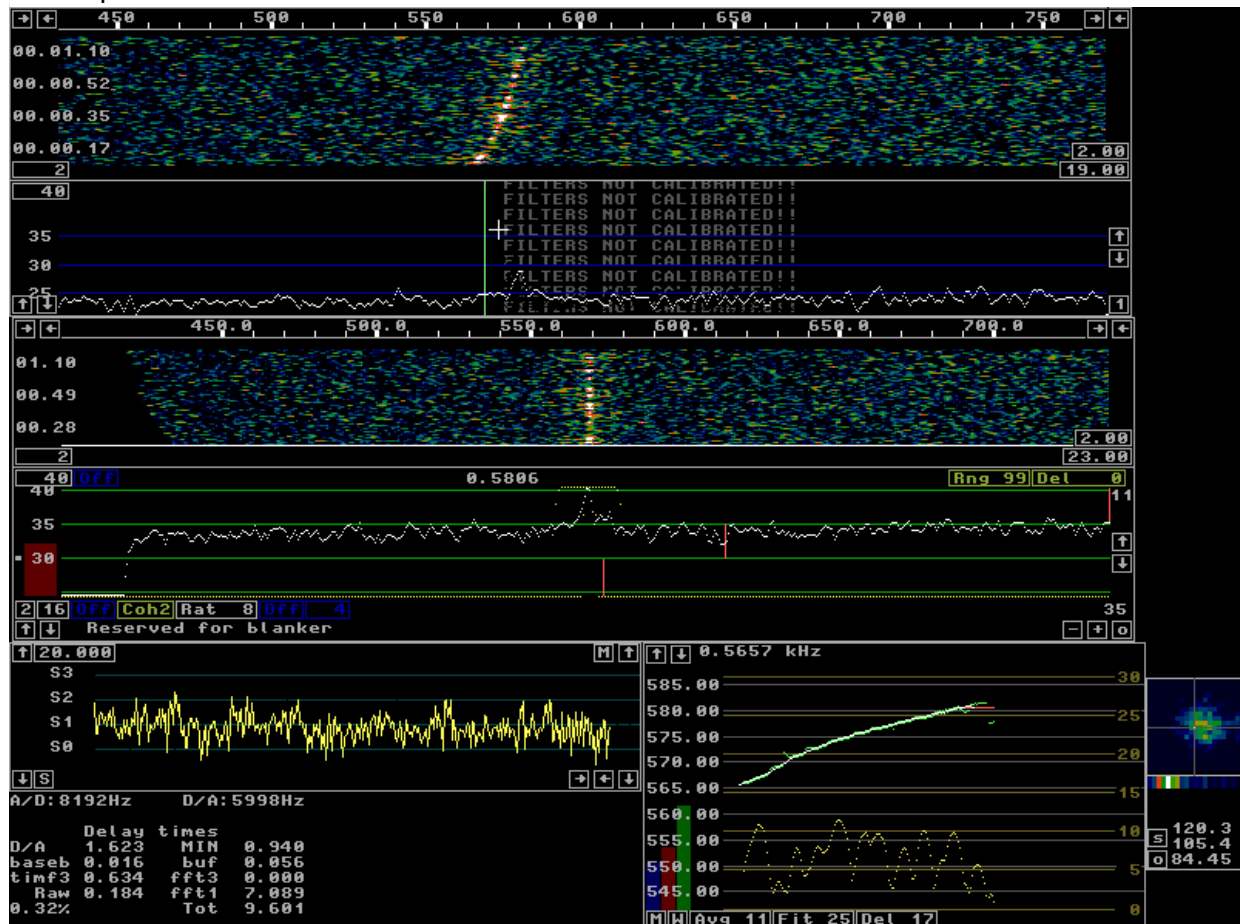 450 500 550 600 650 700 750
00.01.10
00.00.52
00.00.35
00.00.17
2.00
2 19.00
40
FILTERS NOT CALIBRATED!!
FILTERS NOT CALIBRATED!!
FILTERS NOT CALIBRATED!!
35 FILTERS NOT CALIBRATED!!
FILTERS NOT CALIBRATED!!
30 FILTERS NOT CALIBRATED!!
FILTERS NOT CALIBRATED!!
25 FILTERS NOT CALIBRATED!!
FILTERS NOT CALIBRATED!! 1
450.0 500.0 550.0 600.0 650.0 700.0
01.10
00.49
00.28
2.00
2 23.00
40 Off 0.5806 Rng 99 Del 0
40 11
35
30
2 16 Off Coh2 Rat 8 Off 4 35
Reserved for blanker - + o
20.000 M
S3
S2
S1
S0
S
A/D:8192Hz D/A:5998Hz
Delay times
D/A 1.623 MIN 0.940
baseb 0.016 buf 0.056
timf3 0.634 fft3 0.000
Raw 0.184 fft1 7.089
0.32% Tot 9.601
0.5657 kHz
585.00 30
580.00 25
575.00
570.00 20
565.00 15
560.00
555.00 10
550.00 5
545.00 0
M W Avg 11 Fit 25 Del 17
120.3
S 105.4
o 84.45